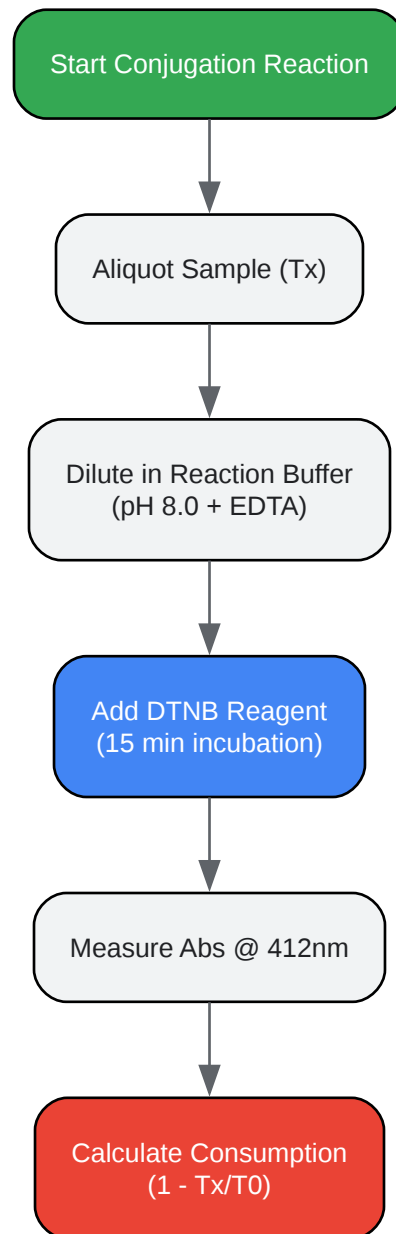 Start Conjugation Reaction
Aliquot Sample (Tx)
Dilute in Reaction Buffer
(pH 8.0 + EDTA)
Add DTNB Reagent
(15 min incubation)
Measure Abs @ 412nm
Calculate Consumption
(1 - Tx/T0)